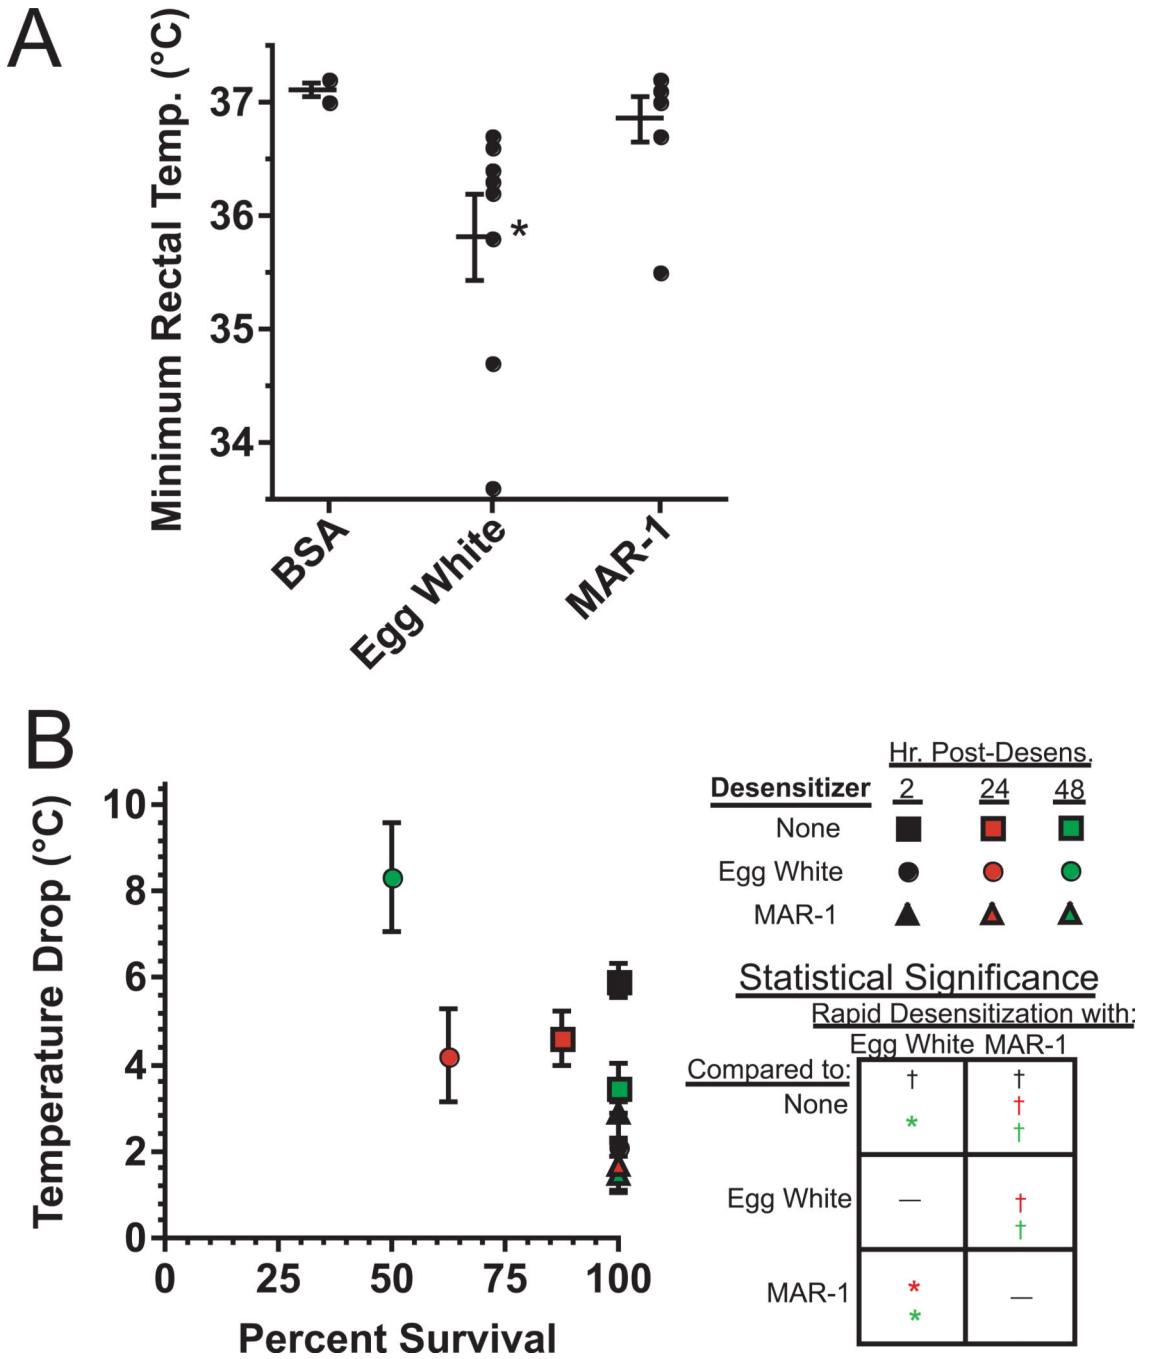 A
Minimum Rectal Temp. (°C)
37
36
35
34
*
BSA
Egg White
MAR-1
B
Temperature Drop (°C)
10
8
6
4
2
0
0 25 50 75 100
Percent Survival
Hr. Post-Desens.
Desensitizer 2 24 48
None
Egg White
MAR-1
Statistical Significance
Rapid Desensitization with:
Egg White MAR-1
Compared to:
† †
None †
* †
Egg White — †
†
MAR-1 * —
*